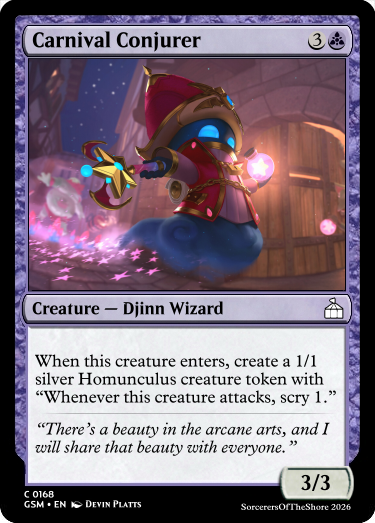 Carnival Conjurer 3
Creature — Djinn Wizard
When this creature enters, create a 1/1
silver Homunculus creature token with
“Whenever this creature attacks, scry 1.”
“There’s a beauty in the arcane arts, and I
will share that beauty with everyone.”
3/3
C 0168
GSM • EN Devin Platts
SorcerersOfTheShore 2026